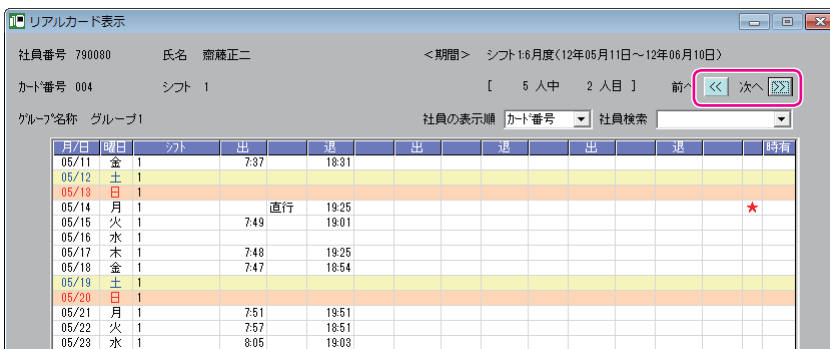 リアルカード表示
社員番号 790080 氏名 齋藤正二 <期間> シフト1:6月度(12年05月11日～12年06月10日)
ｶｰﾄﾞ番号 004 シフト 1 [ 5 人中 2 人目 ] 前へ << 次へ >>
ｸﾞﾙｰﾌﾟ名称 グループ1 社員の表示順 ｶｰﾄﾞ番号 社員検索
月/日 曜日 ｼﾌﾄ 出 退 出 退 出 退 時有
05/11 金 1 7:37 18:31
05/12 土 1
05/13 日 1
05/14 月 1 直行 19:25 ★
05/15 火 1 7:49 19:01
05/16 水 1
05/17 木 1 7:48 19:25
05/18 金 1 7:47 18:54
05/19 土 1
05/20 日 1
05/21 月 1 7:51 19:51
05/22 火 1 7:57 18:51
05/23 水 1 8:05 19:03